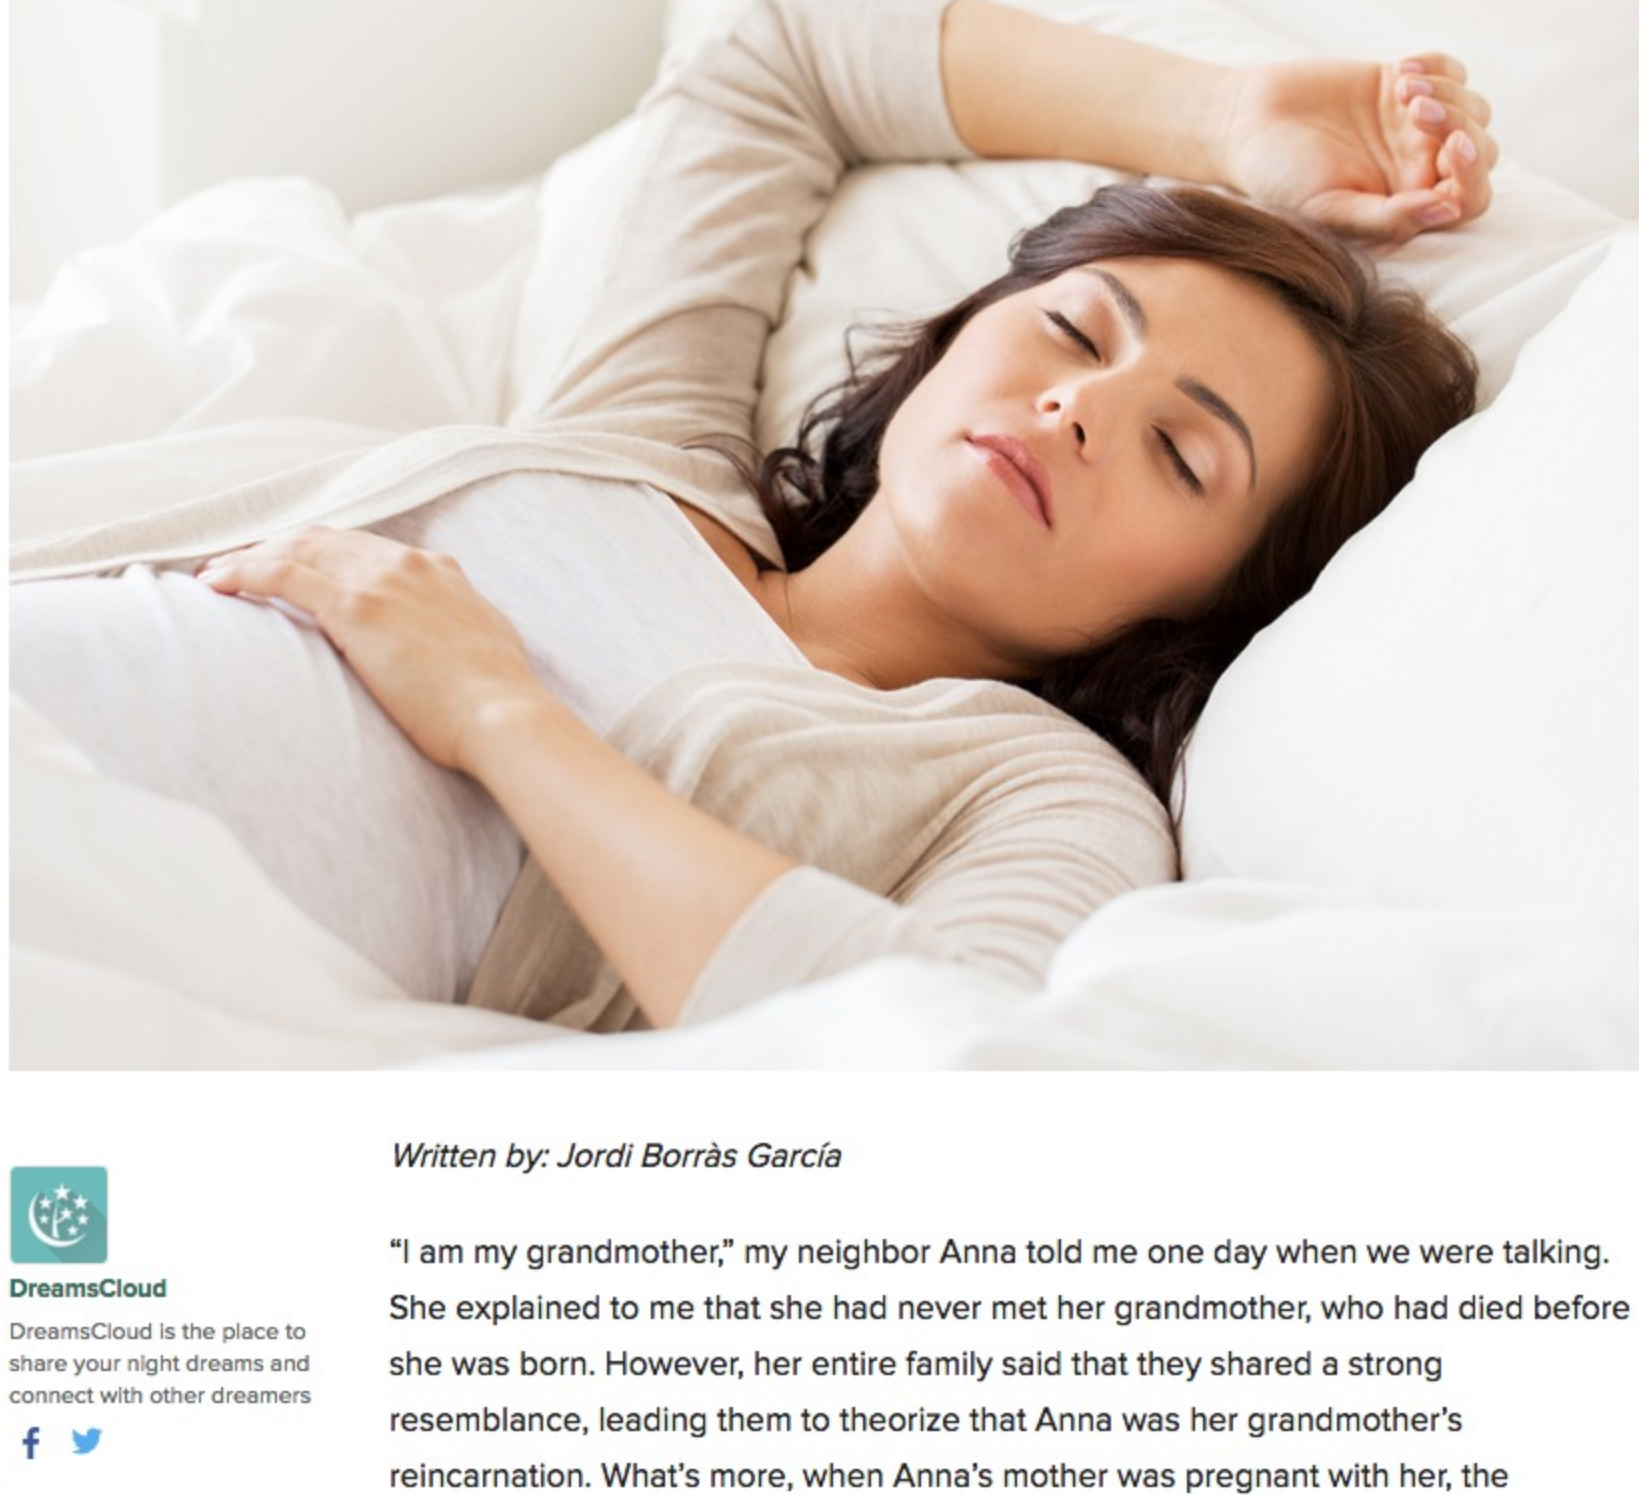 Written by: Jordi Borràs García
DreamsCloud
DreamsCloud is the place to
share your night dreams and
connect with other dreamers
“I am my grandmother,” my neighbor Anna told me one day when we were talking.
She explained to me that she had never met her grandmother, who had died before
she was born. However, her entire family said that they shared a strong
resemblance, leading them to theorize that Anna was her grandmother’s
reincarnation. What’s more, when Anna’s mother was pregnant with her, the